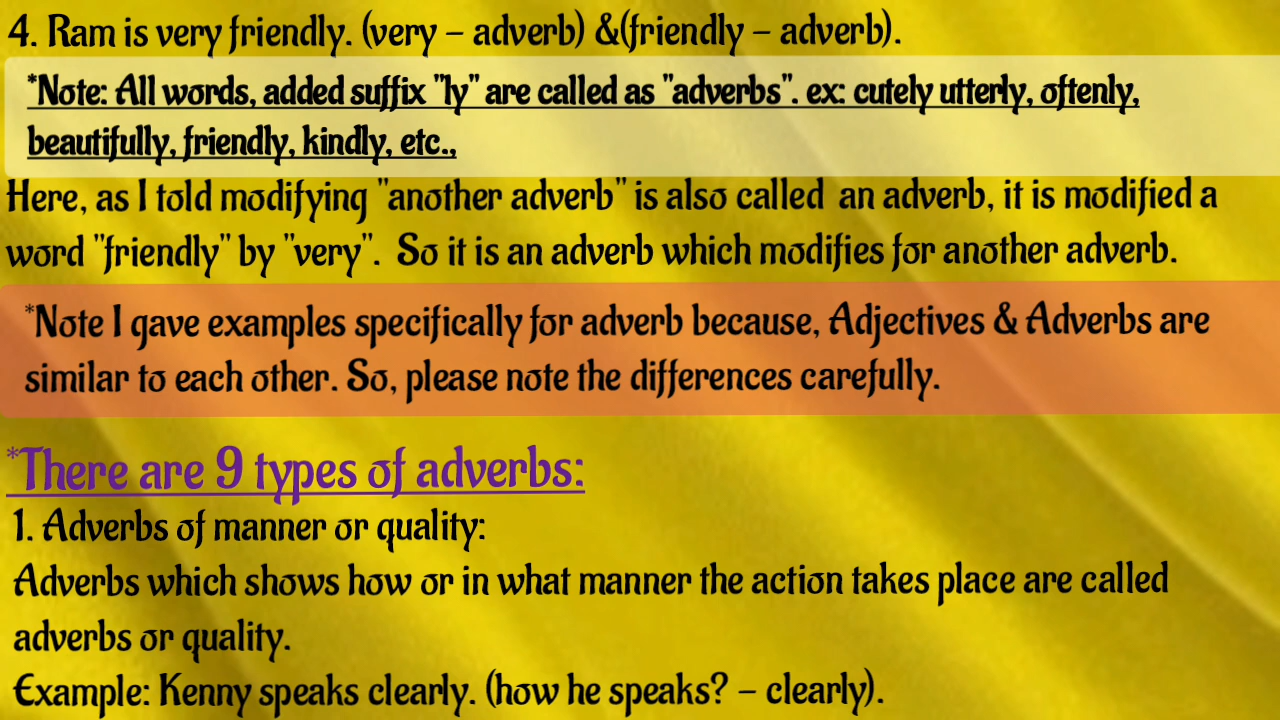 4. Ram is very friendly. (very – adverb) &(friendly – adverb).
*Note: All words, added suffix "ly" are called as "adverbs". ex: cutely utterly, oftenly,
beautifully, friendly, kindly, etc.,
Here, as I told modifying "another adverb" is also called an adverb, it is modified a
word "friendly" by "very". So it is an adverb which modifies for another adverb.
*Note I gave examples specifically for adverb because, Adjectives & Adverbs are
similar to each other. So, please note the differences carefully.
*There are 9 types of adverbs:
1. Adverbs of manner or quality:
Adverbs which shows how or in what manner the action takes place are called
adverbs or quality.
Example: Kenny speaks clearly. (how he speaks? – clearly).